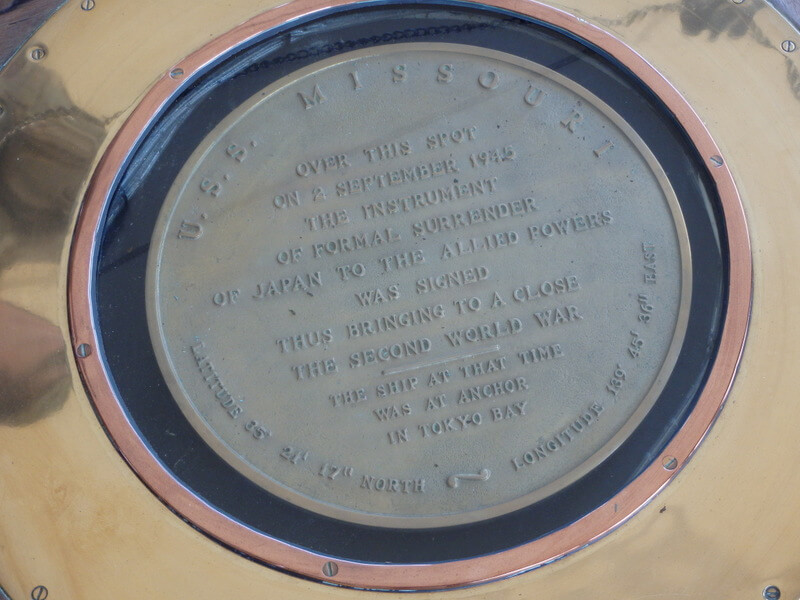 U. S. S. MISSOURI
OVER THIS SPOT
ON 2 SEPTEMBER 1945
THE INSTRUMENT
OF FORMAL SURRENDER
OF JAPAN TO THE ALLIED POWERS
WAS SIGNED
THUS BRINGING TO A CLOSE
THE SECOND WORLD WAR
THE SHIP AT THAT TIME
WAS AT ANCHOR
IN TOKYO BAY
LATITUDE 35° 21' 17" NORTH
LONGITUDE 139° 45' 36" EAST